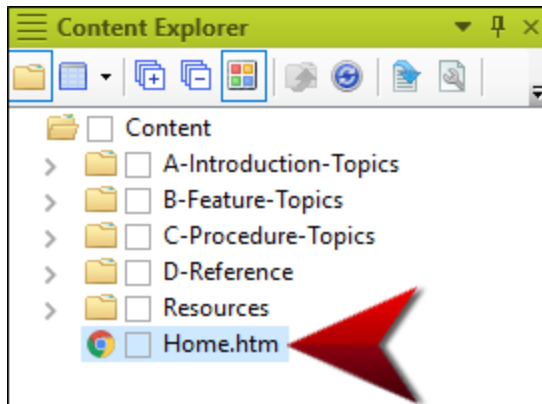 Content Explorer
Content
A-Introduction-Topics
B-Feature-Topics
C-Procedure-Topics
D-Reference
Resources
Home.htm